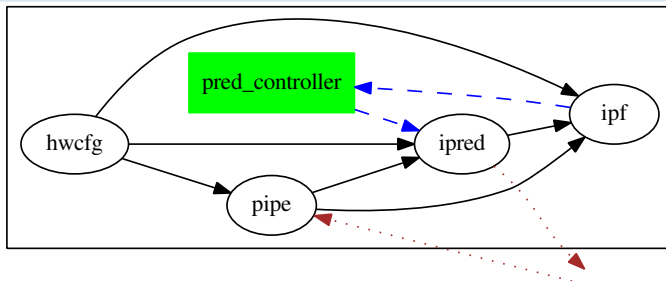 pred_controller
ipf
hwcfg
ipred
pipe